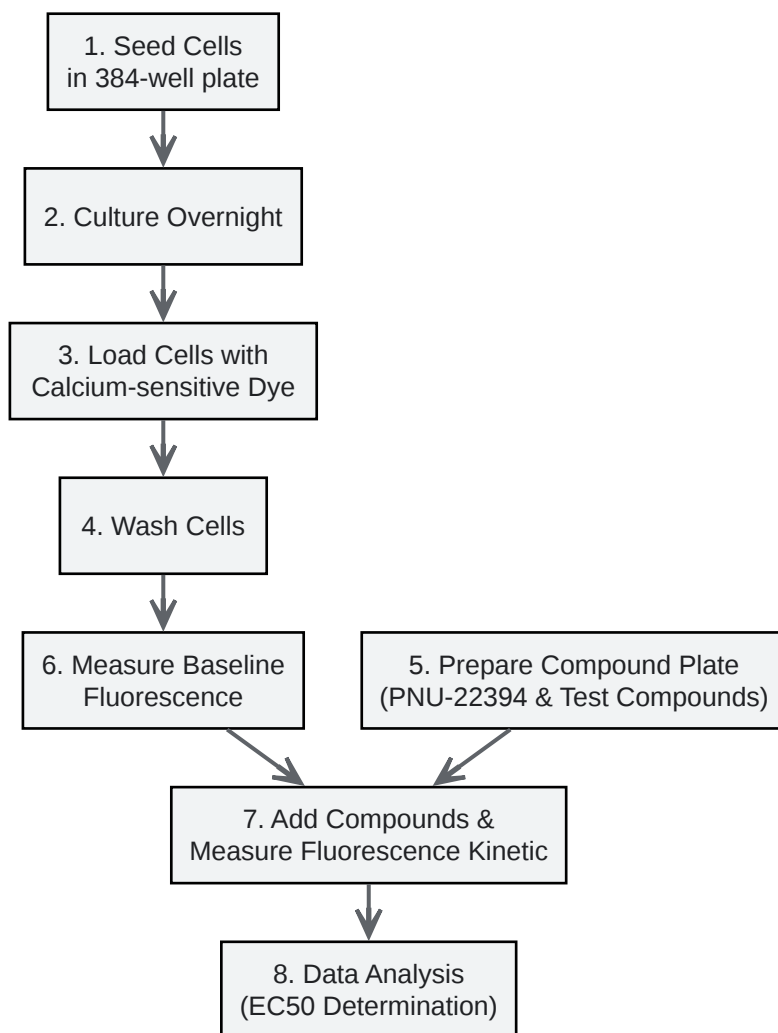 1. Seed Cells
in 384-well plate
2. Culture Overnight
3. Load Cells with
Calcium-sensitive Dye
4. Wash Cells
6. Measure Baseline
Fluorescence
5. Prepare Compound Plate
(PNU-22394 & Test Compounds)
7. Add Compounds &
Measure Fluorescence Kinetic
8. Data Analysis
(EC50 Determination)